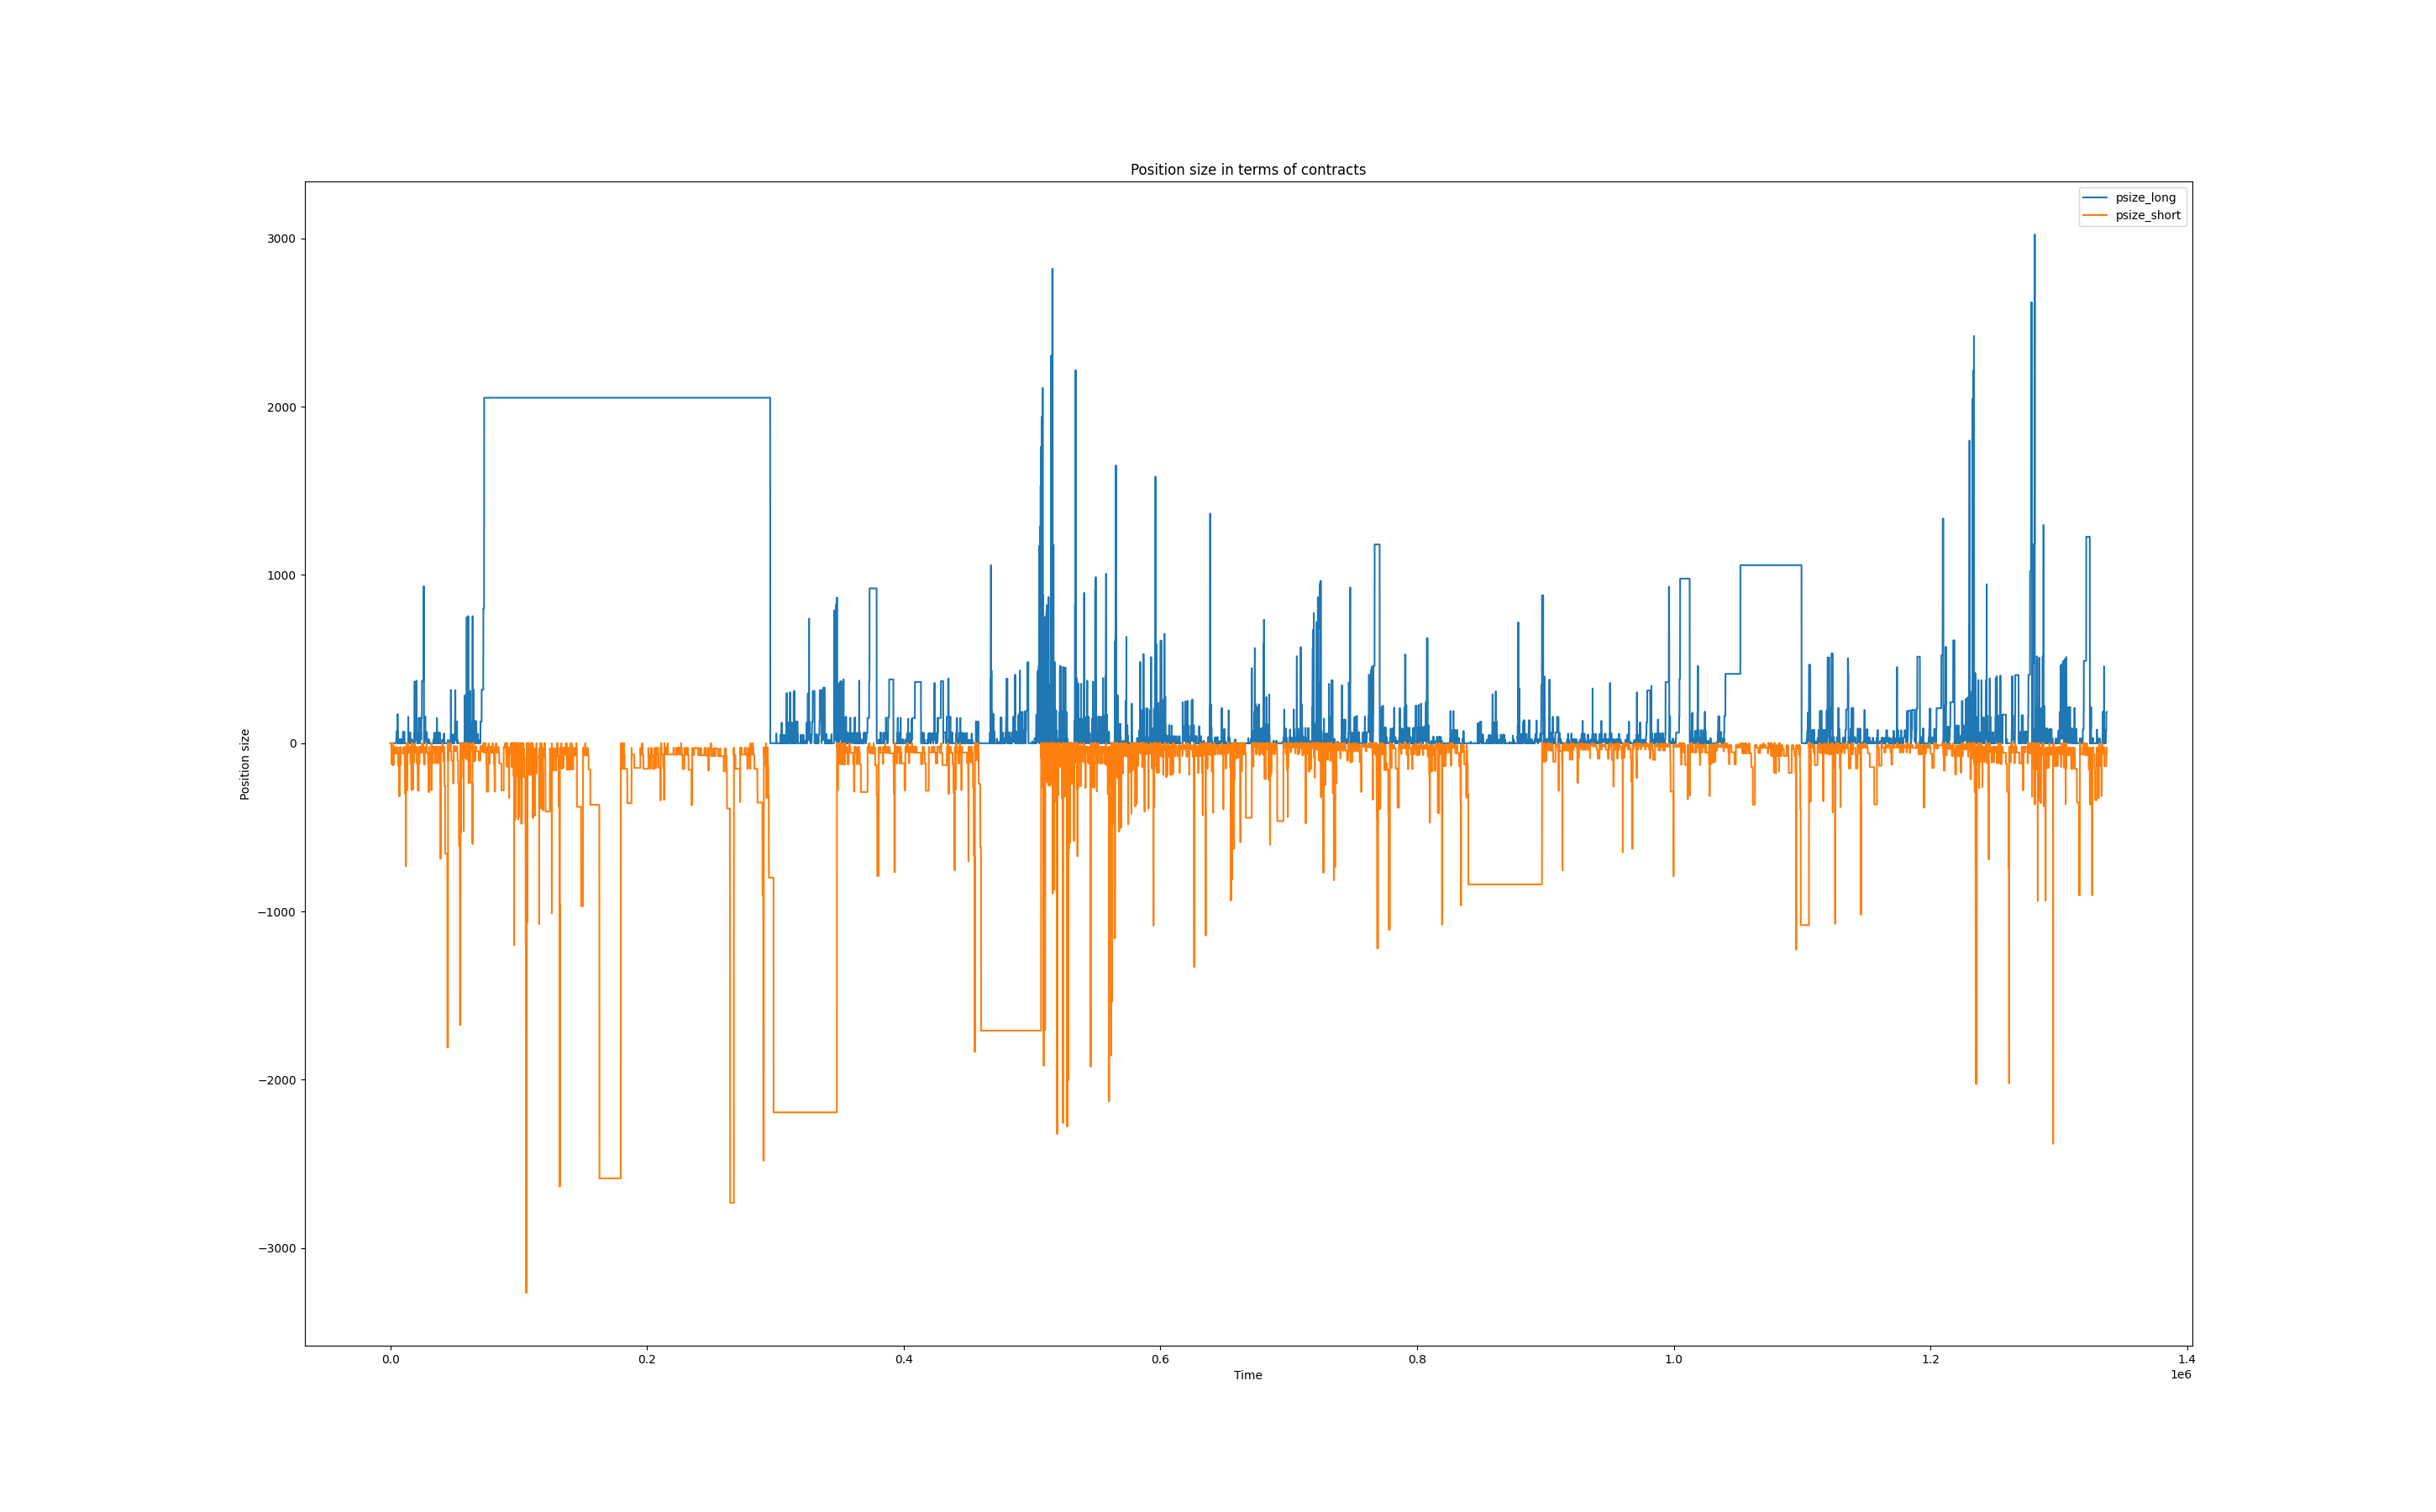 Position size in terms of contracts
psize_long
psize_short
3000
2000
1000
0
−1000
−2000
−3000
Position size
0.0 0.2 0.4 0.6 0.8 1.0 1.2 1.4
Time
1e6